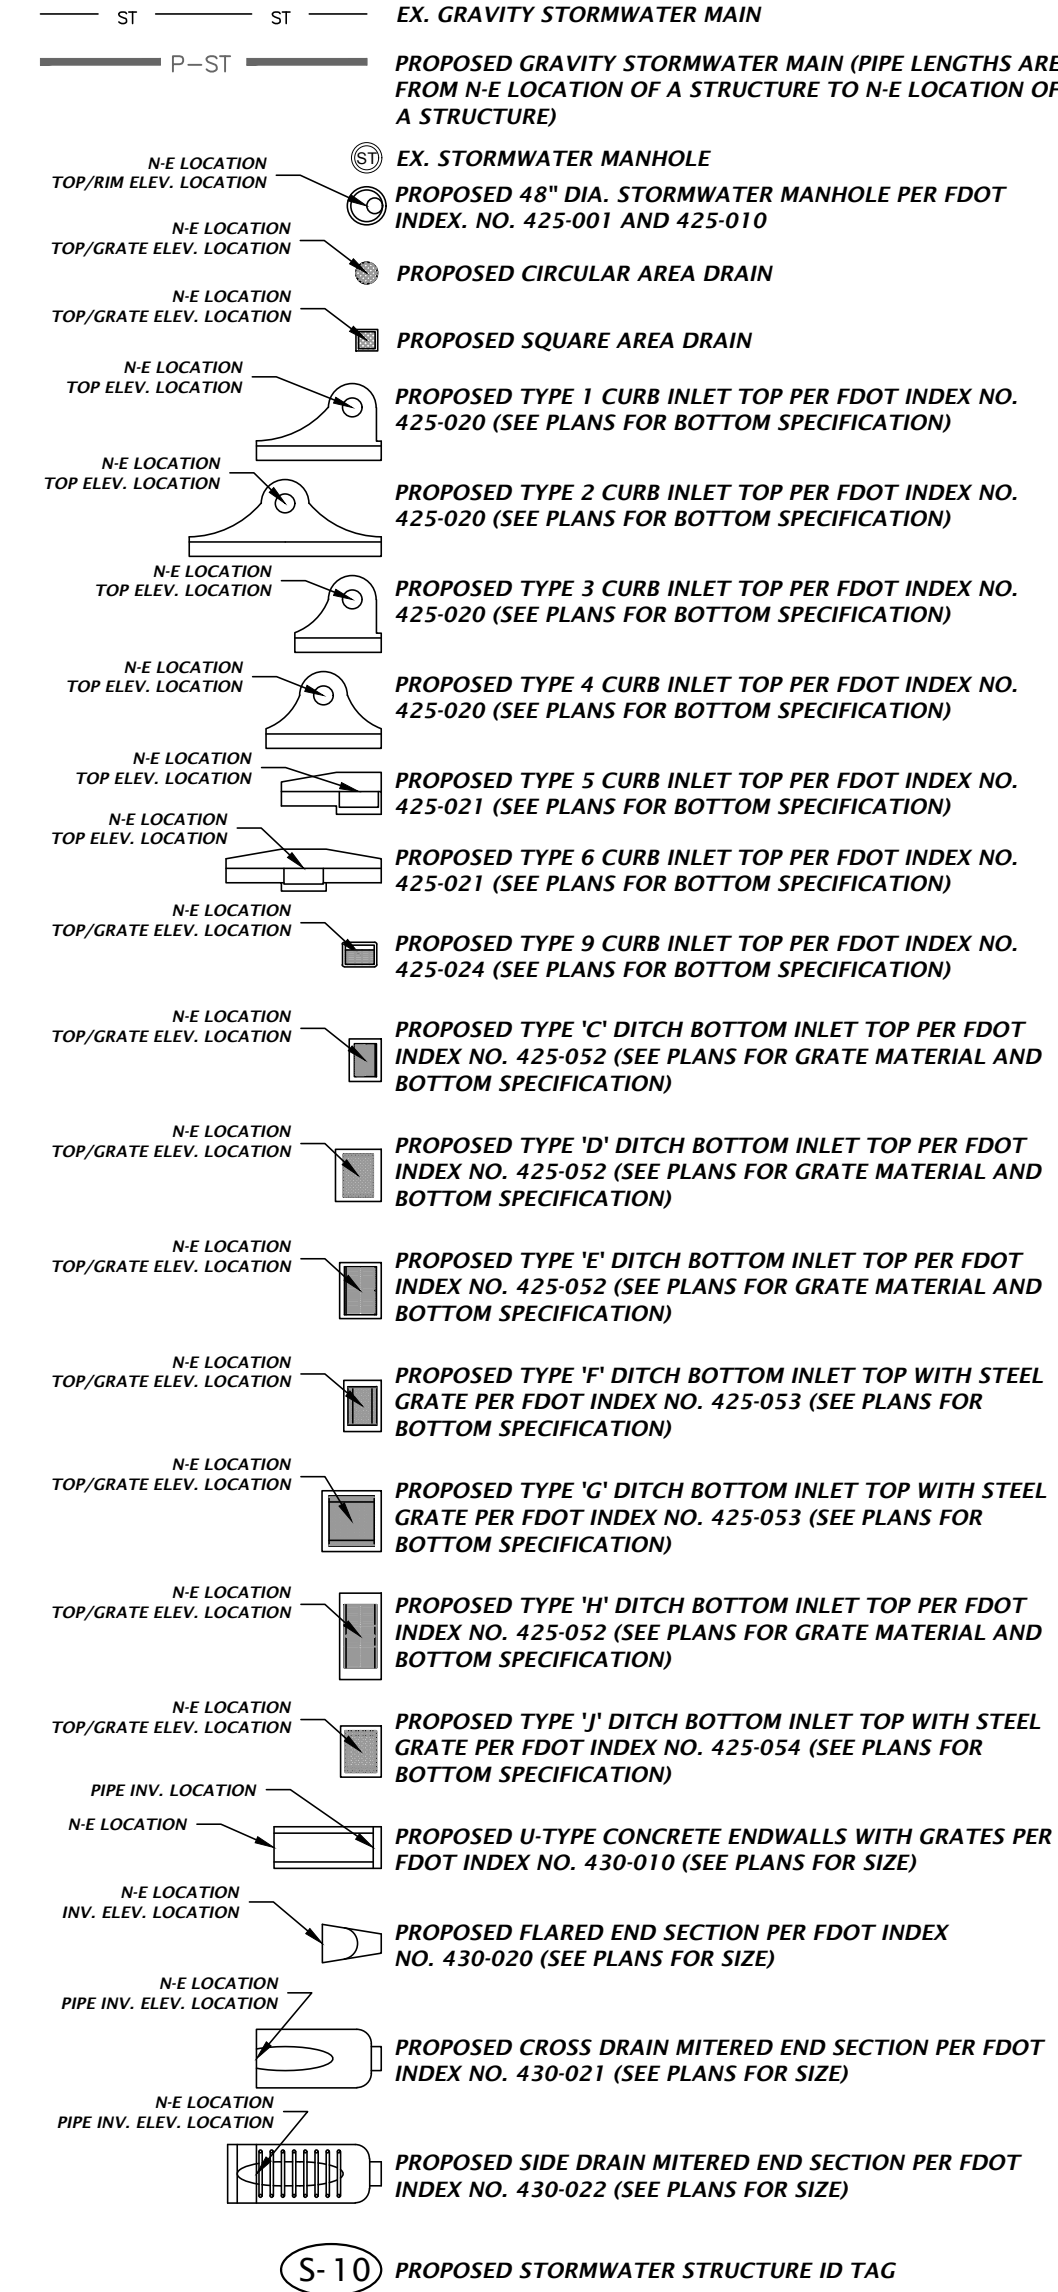 ST ST EX. GRAVITY STORMWATER MAIN
P-ST PROPOSED GRAVITY STORMWATER MAIN (PIPE LENGTHS ARE
FROM N-E LOCATION OF A STRUCTURE TO N-E LOCATION OF
A STRUCTURE)
ST EX. STORMWATER MANHOLE
N-E LOCATION
TOP/RIM ELEV. LOCATION
PROPOSED 48" DIA. STORMWATER MANHOLE PER FDOT
INDEX. NO. 425-001 AND 425-010
N-E LOCATION
TOP/GRATE ELEV. LOCATION
PROPOSED CIRCULAR AREA DRAIN
N-E LOCATION
TOP/GRATE ELEV. LOCATION
PROPOSED SQUARE AREA DRAIN
N-E LOCATION
TOP ELEV. LOCATION
PROPOSED TYPE 1 CURB INLET TOP PER FDOT INDEX NO.
425-020 (SEE PLANS FOR BOTTOM SPECIFICATION)
N-E LOCATION
TOP ELEV. LOCATION
PROPOSED TYPE 2 CURB INLET TOP PER FDOT INDEX NO.
425-020 (SEE PLANS FOR BOTTOM SPECIFICATION)
N-E LOCATION
TOP ELEV. LOCATION
PROPOSED TYPE 3 CURB INLET TOP PER FDOT INDEX NO.
425-020 (SEE PLANS FOR BOTTOM SPECIFICATION)
N-E LOCATION
TOP ELEV. LOCATION
PROPOSED TYPE 4 CURB INLET TOP PER FDOT INDEX NO.
425-020 (SEE PLANS FOR BOTTOM SPECIFICATION)
N-E LOCATION
TOP ELEV. LOCATION
PROPOSED TYPE 5 CURB INLET TOP PER FDOT INDEX NO.
425-021 (SEE PLANS FOR BOTTOM SPECIFICATION)
N-E LOCATION
TOP ELEV. LOCATION
PROPOSED TYPE 6 CURB INLET TOP PER FDOT INDEX NO.
425-021 (SEE PLANS FOR BOTTOM SPECIFICATION)
N-E LOCATION
TOP/GRATE ELEV. LOCATION
PROPOSED TYPE 9 CURB INLET TOP PER FDOT INDEX NO.
425-024 (SEE PLANS FOR BOTTOM SPECIFICATION)
N-E LOCATION
TOP/GRATE ELEV. LOCATION
PROPOSED TYPE 'C' DITCH BOTTOM INLET TOP PER FDOT
INDEX NO. 425-052 (SEE PLANS FOR GRATE MATERIAL AND
BOTTOM SPECIFICATION)
N-E LOCATION
TOP/GRATE ELEV. LOCATION
PROPOSED TYPE 'D' DITCH BOTTOM INLET TOP PER FDOT
INDEX NO. 425-052 (SEE PLANS FOR GRATE MATERIAL AND
BOTTOM SPECIFICATION)
N-E LOCATION
TOP/GRATE ELEV. LOCATION
PROPOSED TYPE 'E' DITCH BOTTOM INLET TOP PER FDOT
INDEX NO. 425-052 (SEE PLANS FOR GRATE MATERIAL AND
BOTTOM SPECIFICATION)
N-E LOCATION
TOP/GRATE ELEV. LOCATION
PROPOSED TYPE 'F' DITCH BOTTOM INLET TOP WITH STEEL
GRATE PER FDOT INDEX NO. 425-053 (SEE PLANS FOR
BOTTOM SPECIFICATION)
N-E LOCATION
TOP/GRATE ELEV. LOCATION
PROPOSED TYPE 'G' DITCH BOTTOM INLET TOP WITH STEEL
GRATE PER FDOT INDEX NO. 425-053 (SEE PLANS FOR
BOTTOM SPECIFICATION)
N-E LOCATION
TOP/GRATE ELEV. LOCATION
PROPOSED TYPE 'H' DITCH BOTTOM INLET TOP PER FDOT
INDEX NO. 425-052 (SEE PLANS FOR GRATE MATERIAL AND
BOTTOM SPECIFICATION)
N-E LOCATION
TOP/GRATE ELEV. LOCATION
PROPOSED TYPE 'J' DITCH BOTTOM INLET TOP WITH STEEL
GRATE PER FDOT INDEX NO. 425-054 (SEE PLANS FOR
BOTTOM SPECIFICATION)
PIPE INV. LOCATION
N-E LOCATION
PROPOSED U-TYPE CONCRETE ENDWALLS WITH GRATES PER
FDOT INDEX NO. 430-010 (SEE PLANS FOR SIZE)
N-E LOCATION
INV. ELEV. LOCATION
PROPOSED FLARED END SECTION PER FDOT INDEX
NO. 430-020 (SEE PLANS FOR SIZE)
N-E LOCATION
PIPE INV. ELEV. LOCATION
PROPOSED CROSS DRAIN MITERED END SECTION PER FDOT
INDEX NO. 430-021 (SEE PLANS FOR SIZE)
N-E LOCATION
PIPE INV. ELEV. LOCATION
PROPOSED SIDE DRAIN MITERED END SECTION PER FDOT
INDEX NO. 430-022 (SEE PLANS FOR SIZE)
S-10 PROPOSED STORMWATER STRUCTURE ID TAG